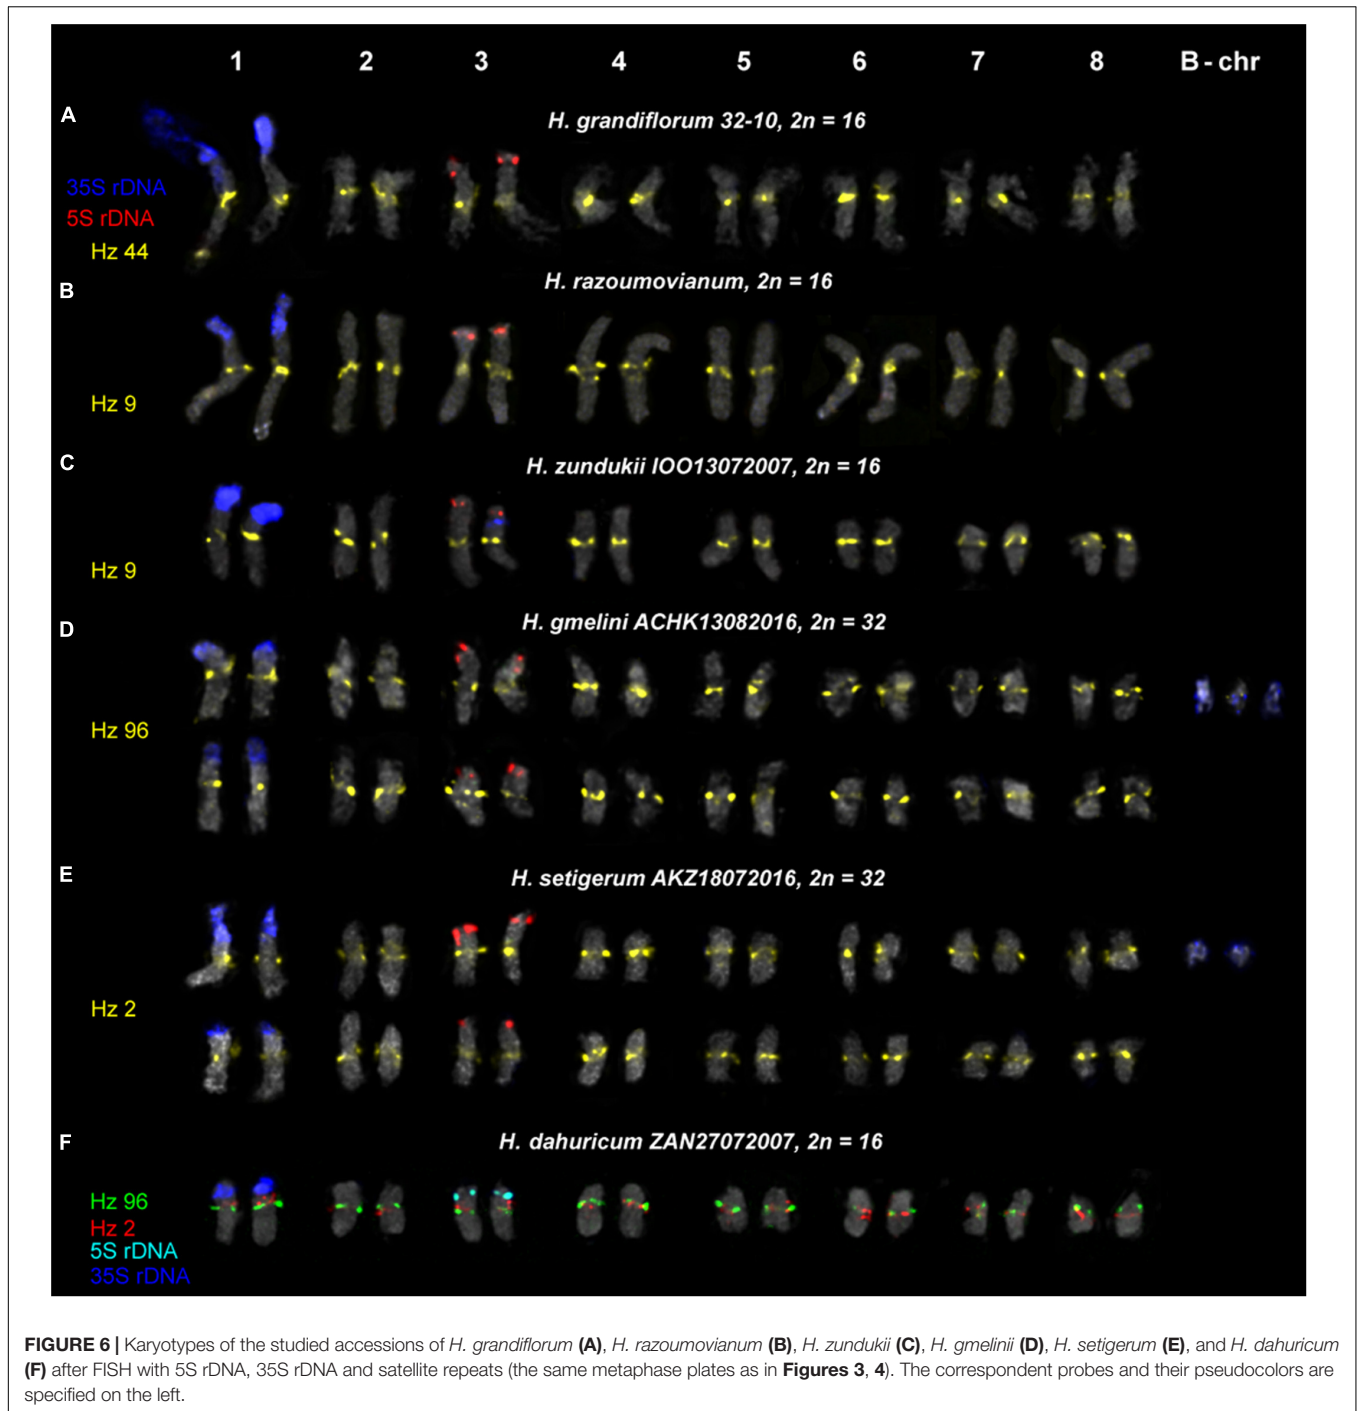 1 2 3 4 5 6 7 8 B - chr
A
H. grandiflorum 32-10, 2n = 16
35S rDNA
5S rDNA
Hz 44
B
H. razoumovianum, 2n = 16
Hz 9
C
H. zundukii IOO13072007, 2n = 16
Hz 9
D
H. gmelini ACHK13082016, 2n = 32
Hz 96
E
H. setigerum AKZ18072016, 2n = 32
Hz 2
F
H. dahuricum ZAN27072007, 2n = 16
Hz 96
Hz 2
5S rDNA
35S rDNA
FIGURE 6 | Karyotypes of the studied accessions of H. grandiflorum (A), H. razoumovianum (B), H. zundukii (C), H. gmelinii (D), H. setigerum (E), and H. dahuricum
(F) after FISH with 5S rDNA, 35S rDNA and satellite repeats (the same metaphase plates as in Figures 3, 4). The correspondent probes and their pseudocolors are
specified on the left.